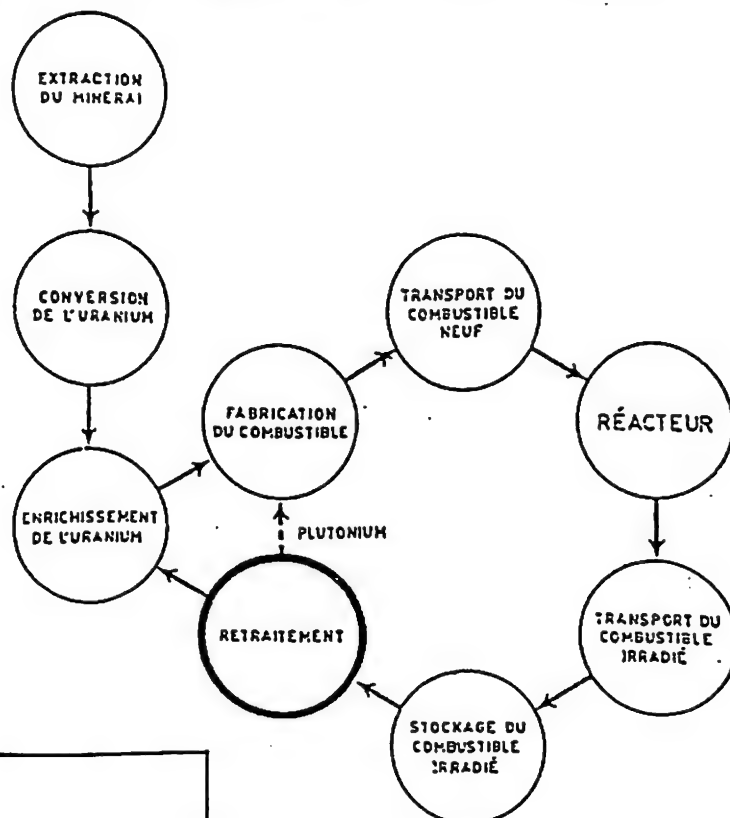 EXTRACTION
DU MINERAI
CONVERSION
DE L'URANIUM
ENRICHISSEMENT
DE L'URANIUM
FABRICATION
DU COMBUSTIBLE
TRANSPORT DU
COMBUSTIBLE
NEUF
RÉACTEUR
TRANSPORT DU
COMBUSTIBLE
IRRADIÉ
STOCKAGE DU
COMBUSTIBLE
IRRADIÉ
RETRAITEMENT
PLUTONIUM